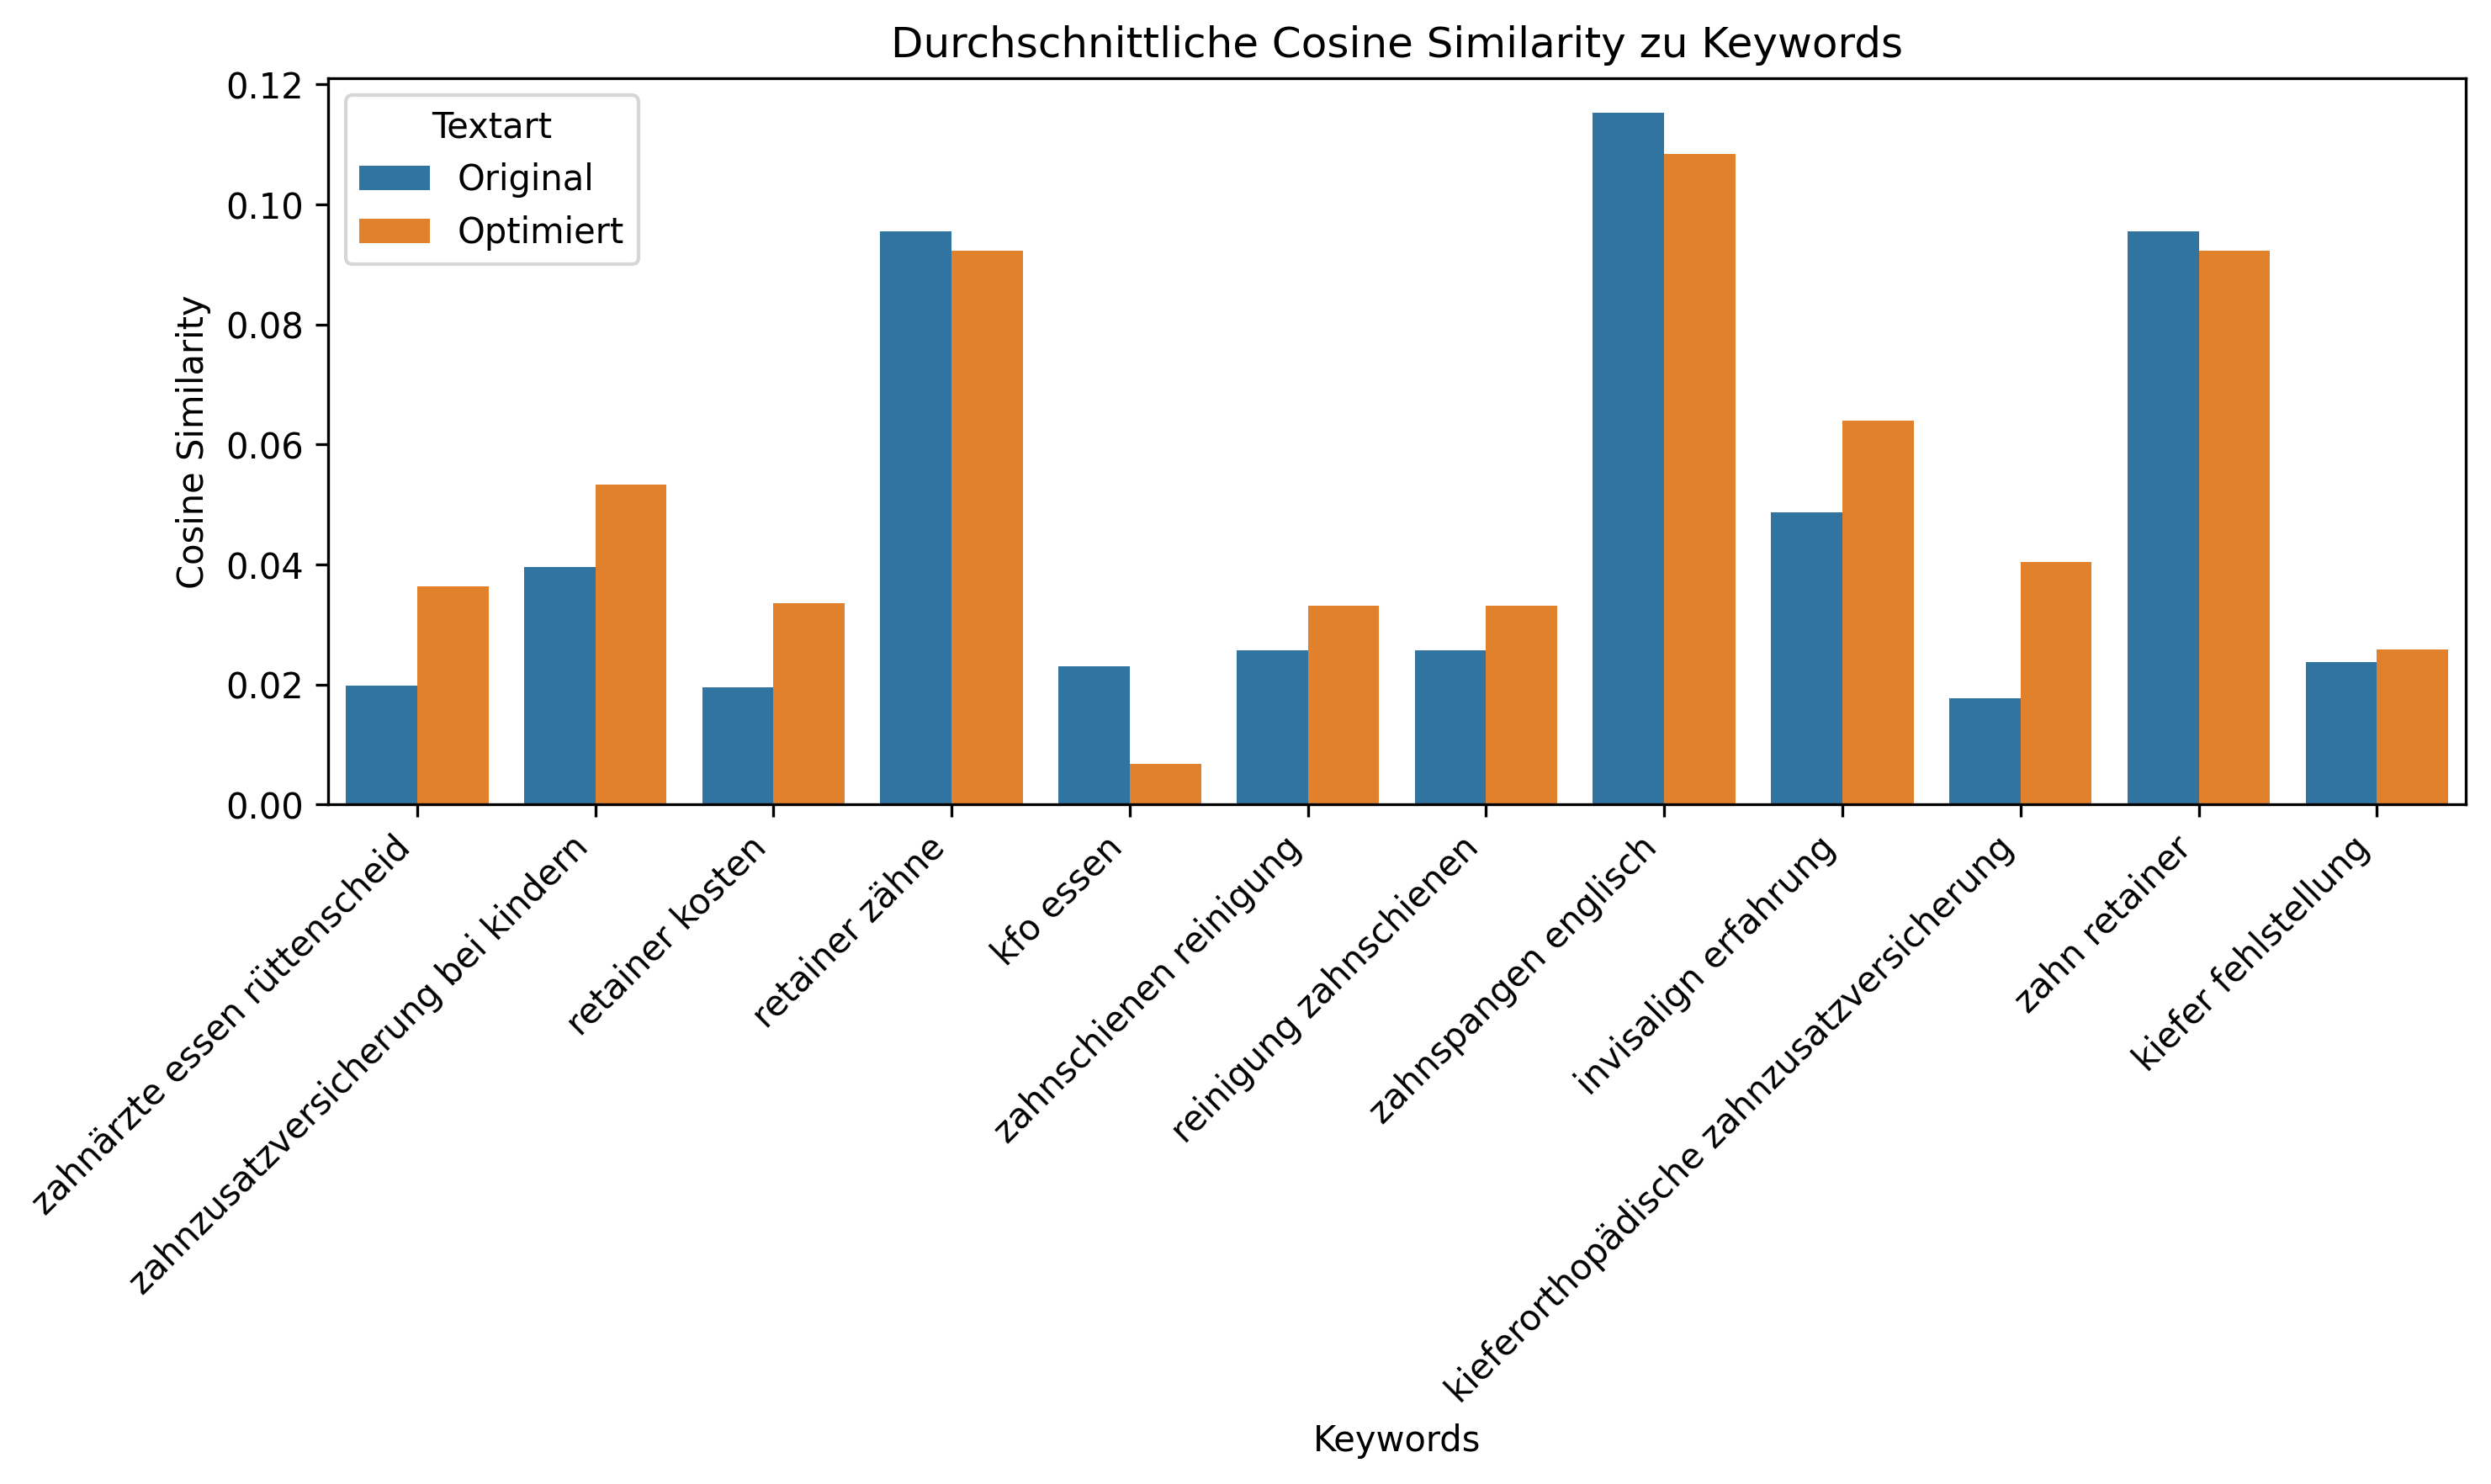 Durchschnittliche Cosine Similarity zu Keywords
Textart
Original
Optimiert
Cosine Similarity
0.12
0.10
0.08
0.06
0.04
0.02
0.00
zahnärzte essen rüttenscheid
zahnzusatzversicherung bei kindern
retainer kosten
retainer zähne
kfo essen
zahnschienen reinigung
reinigung zahnschienen
zahnspangen englisch
invisalign erfahrung
kieferorthopädische zahnzusatzversicherung
zahn retainer
kiefer fehlstellung
Keywords